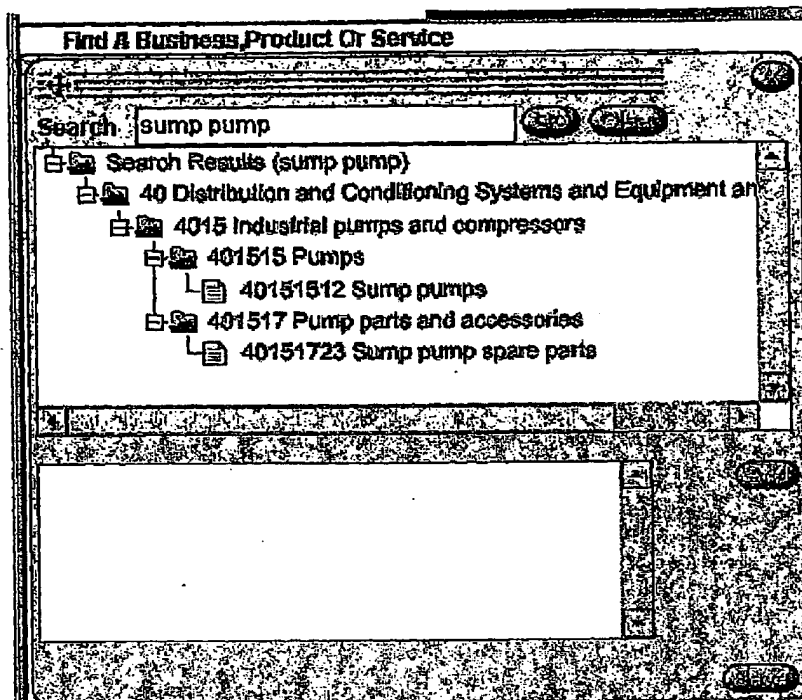 Find A Business,Product Or Service
Search sump pump
Search Results (sump pump)
40 Distribution and Conditioning Systems and Equipment an
4015 Industrial pumps and compressors
401515 Pumps
40151512 Sump pumps
401517 Pump parts and accessories
40151723 Sump pump spare parts